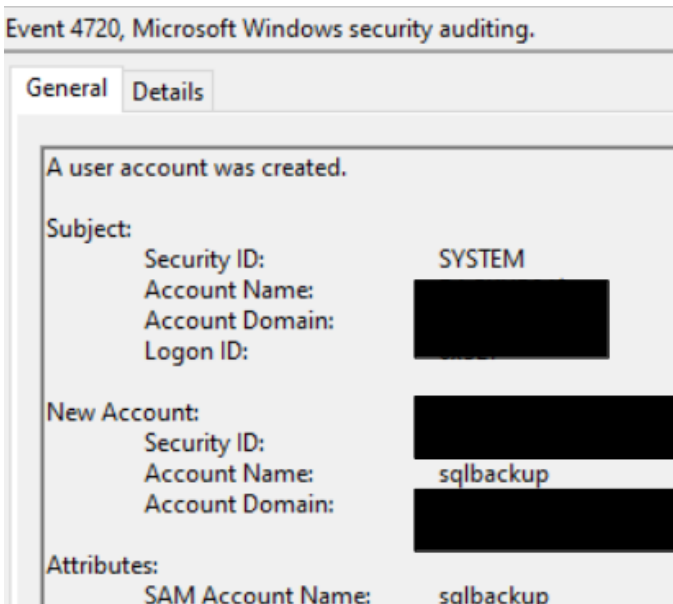 Event 4720, Microsoft Windows security auditing.
General Details
A user account was created.
Subject:
Security ID: SYSTEM
Account Name:
Account Domain:
Logon ID:
New Account:
Security ID:
Account Name: sqlbackup
Account Domain:
Attributes:
SAM Account Name: sqlbackup